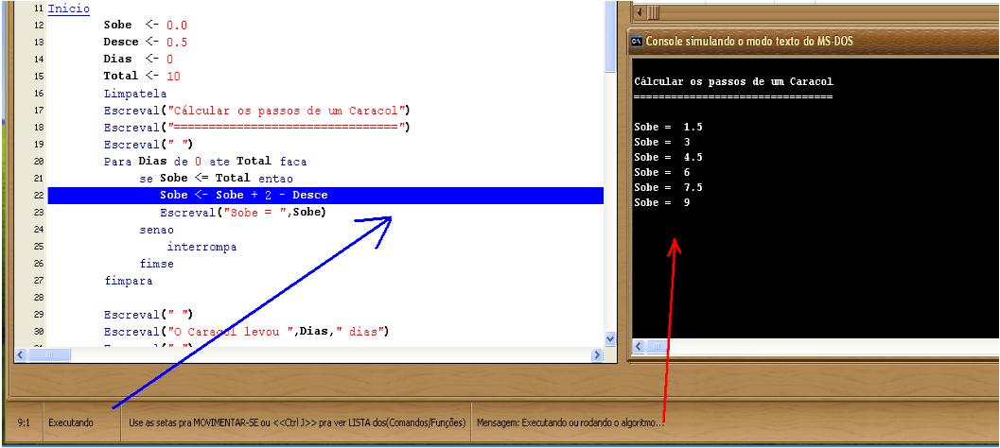 11 Inicio
12 Sobe <- 0.0
13 Desce <- 0.5
14 Dias <- 0
15 Total <- 10
16 Limpatela
17 Escreval("Cálcular os passos de um Caracol")
18 Escreval("================================")
19 Escreval(" ")
20 Para Dias de 0 ate Total faca
21 se Sobe <= Total entao
22 Sobe <- Sobe + 2 - Desce
23 Escreval("Sobe = ",Sobe)
24 senao
25 interrompa
26 fimse
27 fimpara
28
29 Escreval(" ")
30 Escreval("O Caracol levou ",Dias," dias")
Console simulando o modo texto do MS-DOS
Cálcular os passos de um Caracol
================================
Sobe = 1.5
Sobe = 3
Sobe = 4.5
Sobe = 6
Sobe = 7.5
Sobe = 9
9:1 Executando Use as setas pra MOVIMENTAR-SE ou <<Ctrl J>> pra ver LISTA dos(Comandos/Funções) Mensagem: Executando ou rodando o algoritmo...